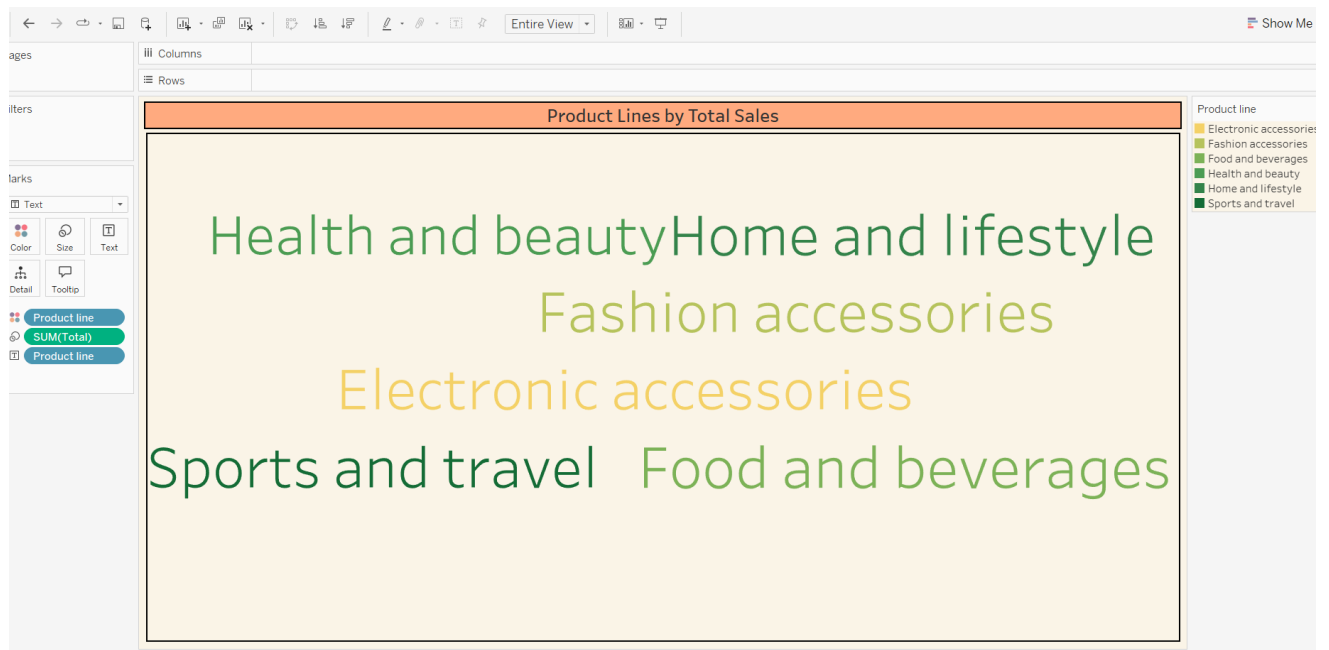 Entire View
Show Me
ages
iii Columns
Rows
ilters
Product Lines by Total Sales
Product line
Electronic accessories
Fashion accessories
Food and beverages
Health and beauty
Home and lifestyle
Sports and travel
Marks
T Text
Color Size Text
Detail Tooltip
Product line
SUM(Total)
Product line
Health and beauty Home and lifestyle
Fashion accessories
Electronic accessories
Sports and travel Food and beverages